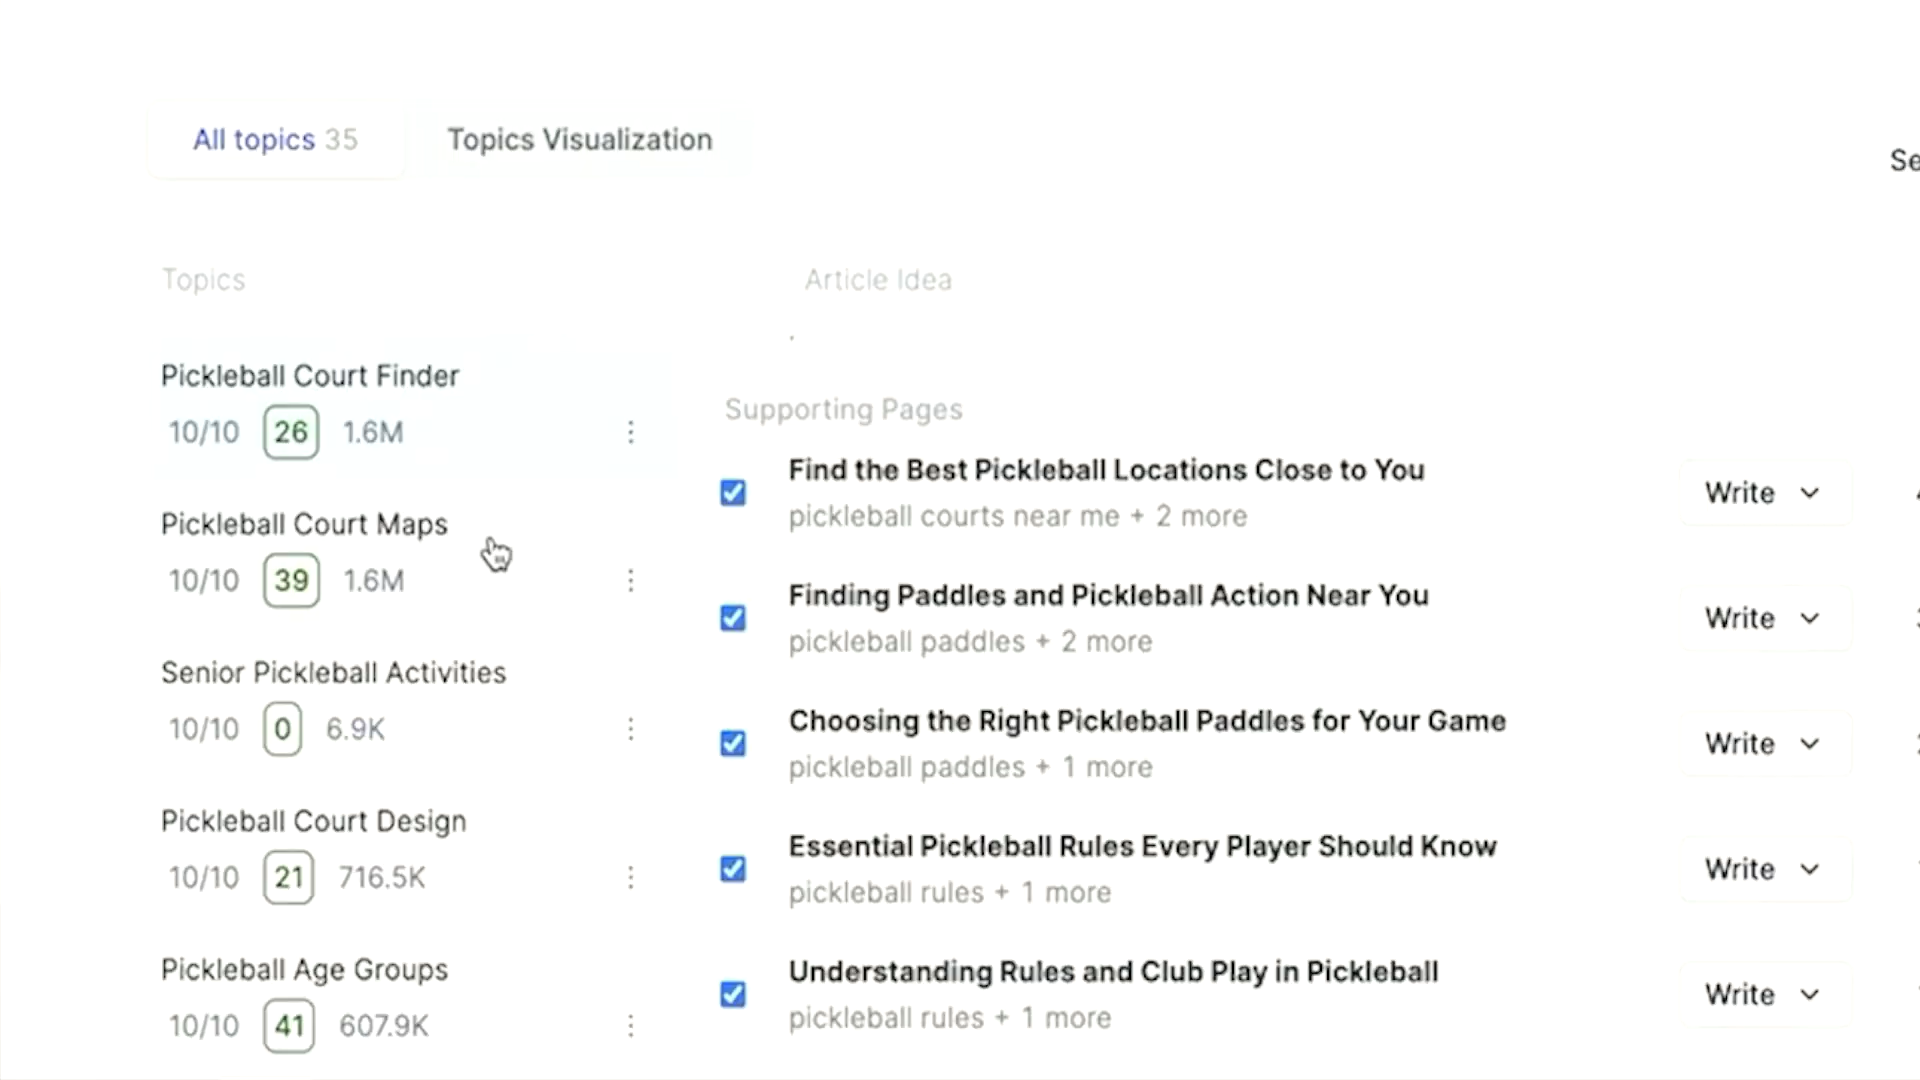 All topics 35
Topics Visualization
Topics
Article Idea
Pickleball Court Finder
10/10 26 1.6M
Pickleball Court Maps
10/10 39 1.6M
Senior Pickleball Activities
10/10 0 6.9K
Pickleball Court Design
10/10 21 716.5K
Pickleball Age Groups
10/10 41 607.9K
Supporting Pages
Find the Best Pickleball Locations Close to You
pickleball courts near me + 2 more
Write
Finding Paddles and Pickleball Action Near You
pickleball paddles + 2 more
Write
Choosing the Right Pickleball Paddles for Your Game
pickleball paddles + 1 more
Write
Essential Pickleball Rules Every Player Should Know
pickleball rules + 1 more
Write
Understanding Rules and Club Play in Pickleball
pickleball rules + 1 more
Write